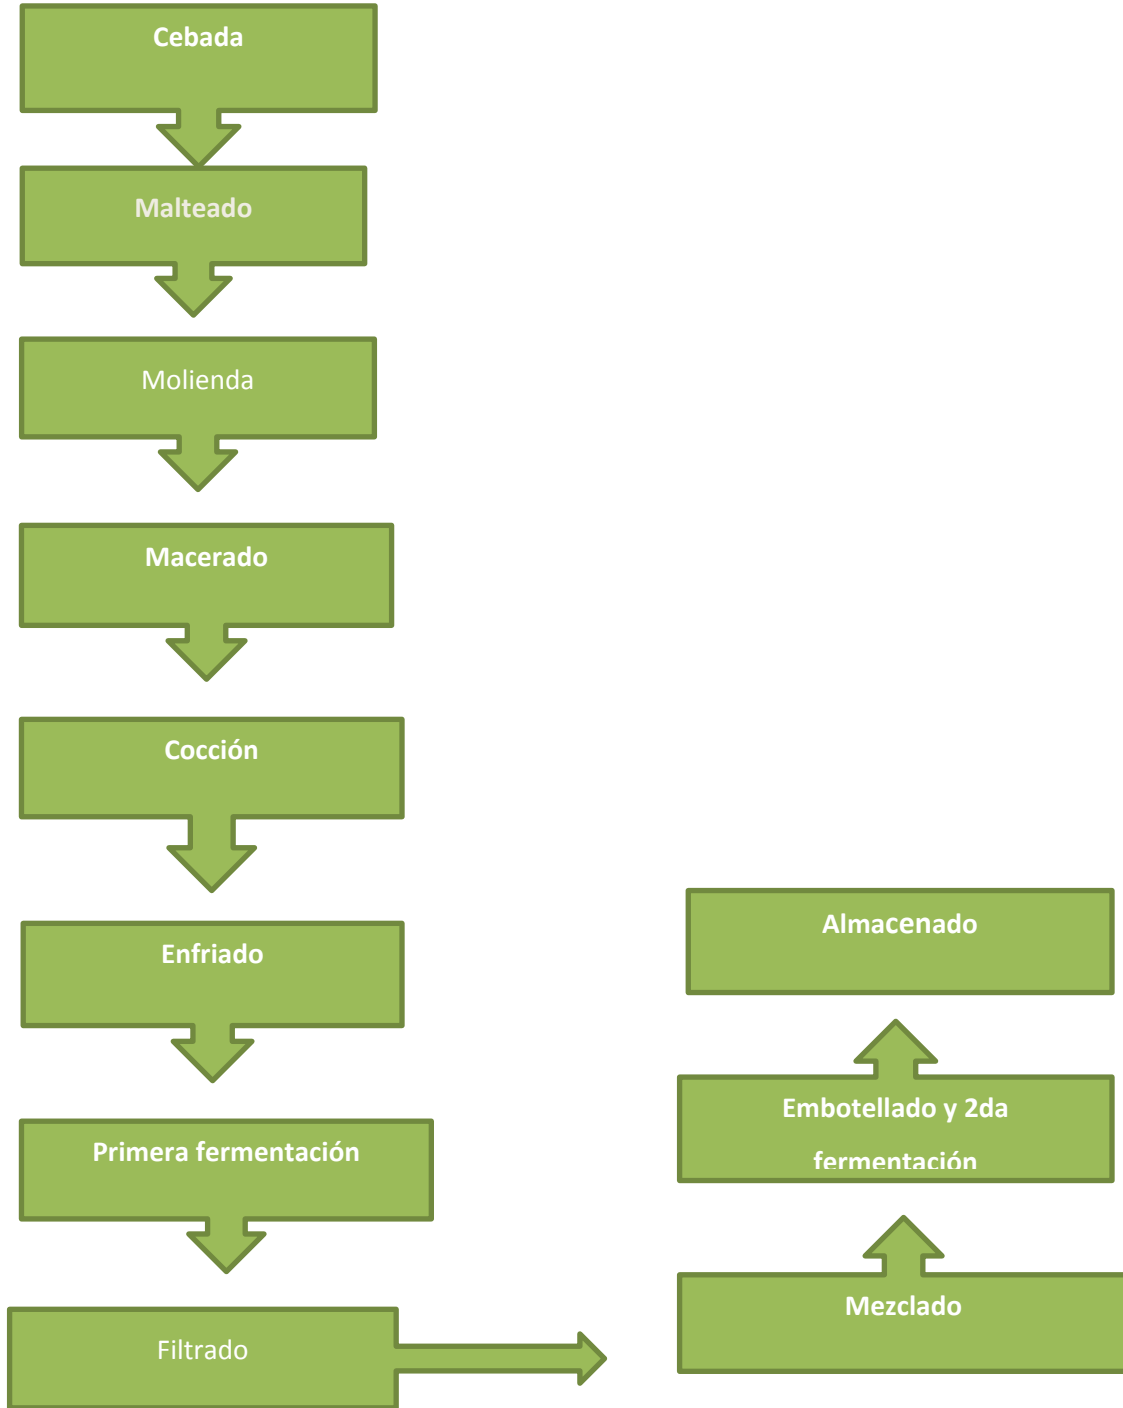 Cebada
Malteado
Molienda
Macerado
Cocción
Enfriado
Primera fermentación
Filtrado
Mezclado
Embotellado y 2da
fermentación
Almacenado